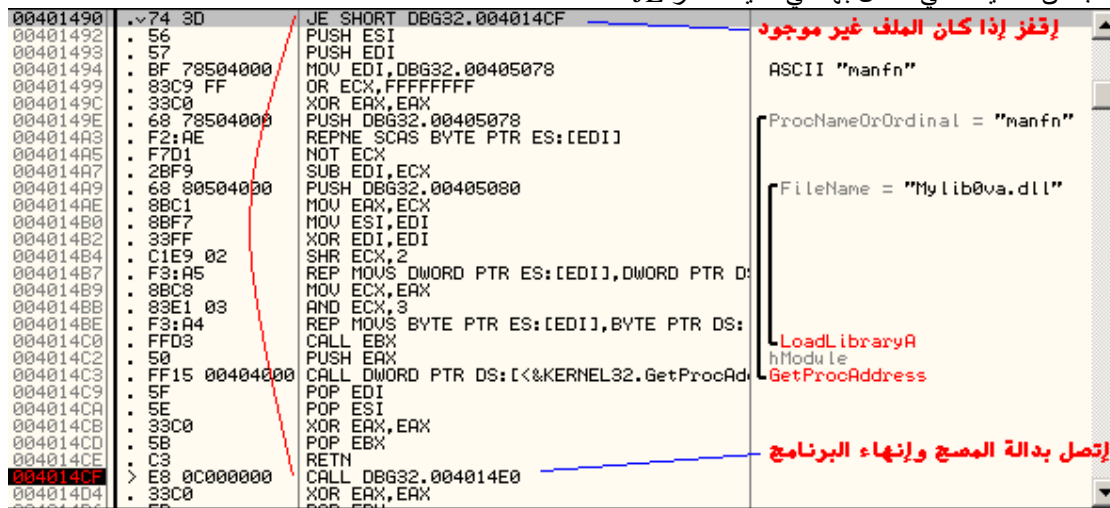 00401490 .˅74 3D JE SHORT DBG32.004014CF إقفز إذا كان الملف غير موجود
00401492 . 56 PUSH ESI
00401493 . 57 PUSH EDI
00401494 . BF 78504000 MOV EDI,DBG32.00405078 ASCII "manfn"
00401499 . 83C9 FF OR ECX,FFFFFFFF
0040149C . 33C0 XOR EAX,EAX
0040149E . 68 78504000 PUSH DBG32.00405078 ProcNameOrOrdinal = "manfn"
004014A3 . F2:AE REPNE SCAS BYTE PTR ES:[EDI]
004014A5 . F7D1 NOT ECX
004014A7 . 2BF9 SUB EDI,ECX
004014A9 . 68 80504000 PUSH DBG32.00405080 FileName = "Mylib0va.dll"
004014AE . 8BC1 MOV EAX,ECX
004014B0 . 8BF7 MOV ESI,EDI
004014B2 . 33FF XOR EDI,EDI
004014B4 . C1E9 02 SHR ECX,2
004014B7 . F3:A5 REP MOVS DWORD PTR ES:[EDI],DWORD PTR D
004014B9 . 8BC8 MOV ECX,EAX
004014BB . 83E1 03 AND ECX,3
004014BE . F3:A4 REP MOVS BYTE PTR ES:[EDI],BYTE PTR DS:
004014C0 . FFD3 CALL EBX LoadLibraryA
004014C2 . 50 PUSH EAX hModule
004014C3 . FF15 00404000 CALL DWORD PTR DS:[<&KERNEL32.GetProcAd GetProcAddress
004014C9 . 5F POP EDI
004014CA . 5E POP ESI
004014CB . 33C0 XOR EAX,EAX
004014CD . 5B POP EBX إتصل بدالة المسج وإنهاء البرنامج
004014CE . C3 RETN
004014CF > E8 0C000000 CALL DBG32.004014E0
004014D4 . 33C0 XOR EAX,EAX